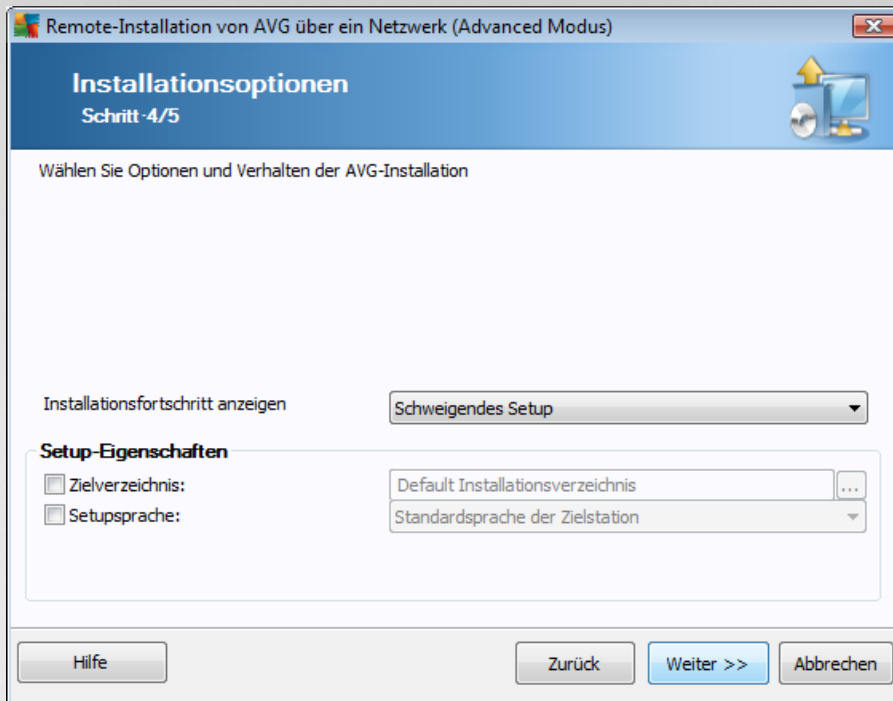 Remote-Installation von AVG über ein Netzwerk (Advanced Modus)
Installationsoptionen
Schritt-4/5
Wählen Sie Optionen und Verhalten der AVG-Installation
Installationsfortschritt anzeigen
Schweigendes Setup
Setup-Eigenschaften
Zielverzeichnis:
Default Installationsverzeichnis
...
Setupsprache:
Standardsprache der Zielstation
Hilfe
Zurück
Weiter >>
Abbrechen